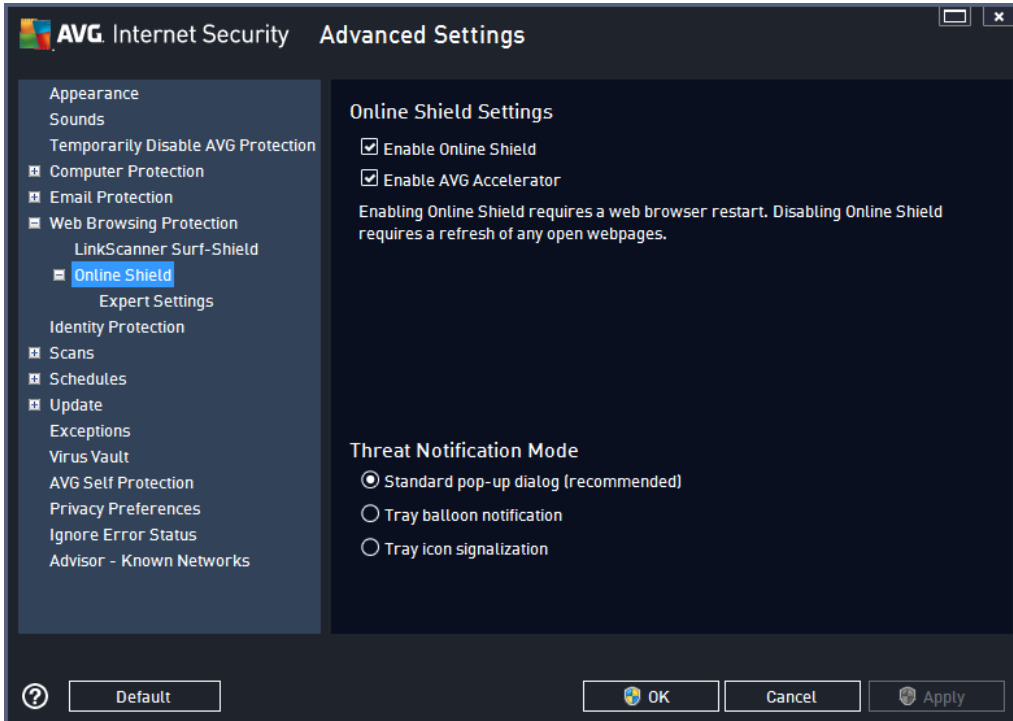 AVG. Internet Security Advanced Settings
Appearance
Sounds
Temporarily Disable AVG Protection
Computer Protection
Email Protection
Web Browsing Protection
LinkScanner Surf-Shield
Online Shield
Expert Settings
Identity Protection
Scans
Schedules
Update
Exceptions
Virus Vault
AVG Self Protection
Privacy Preferences
Ignore Error Status
Advisor - Known Networks
Online Shield Settings
Enable Online Shield
Enable AVG Accelerator
Enabling Online Shield requires a web browser restart. Disabling Online Shield
requires a refresh of any open webpages.
Threat Notification Mode
Standard pop-up dialog (recommended)
Tray balloon notification
Tray icon signalization
Default
OK
Cancel
Apply